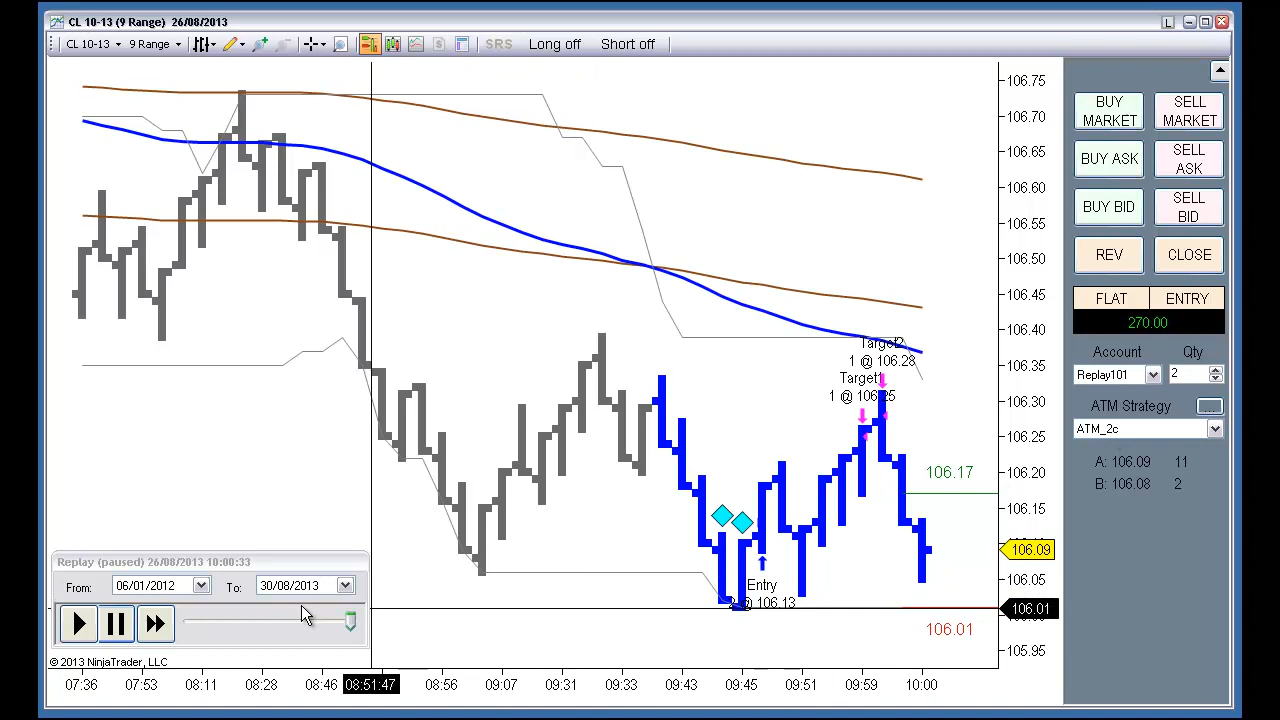 CL 10-13 (9 Range)  26/08/2013
L
CL 10-13  9 Range  $  SRS  Long off  Short off
106.75
106.70
106.65
106.60
106.55
106.50
106.45
106.40
106.35
106.30
106.25
106.20
106.15
106.09
106.05
106.01
105.95
Target2
1 @ 106.28
Target1
1 @ 106.25
106.17
Entry
2 @ 106.13
106.01
Replay (paused) 26/08/2013 10:00:33
From: 06/01/2012  To: 30/08/2013
© 2013 NinjaTrader, LLC
07:36  07:53  08:11  08:28  08:46  08:51:47  08:56  09:07  09:31  09:33  09:43  09:45  09:51  09:59  10:00
BUY MARKET
SELL MARKET
BUY ASK
SELL ASK
BUY BID
SELL BID
REV  CLOSE
FLAT  ENTRY
270.00
Account  Qty
Replay101  2
ATM Strategy  ...
ATM_2c
A: 106.09  11
B: 106.08  2